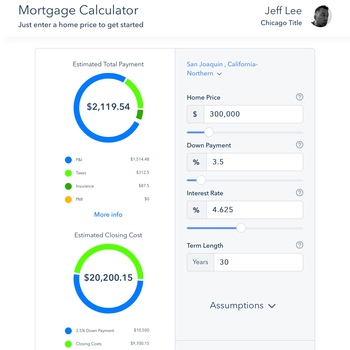 Mortgage Calculator
Just enter a home price to get started
Jeff Lee
Chicago Title
Estimated Total Payment
$2,119.54
P&I $1,514.48
Taxes $312.5
Insurance $87.5
PMI $0
More info
Estimated Closing Cost
$20,200.15
3.5% Down Payment $10,500
Closing Costs $9,700.15
San Joaquin , California-
Northern
Home Price
$ 300,000
Down Payment
% 3.5
Interest Rate
% 4.625
Term Length
Years 30
Assumptions